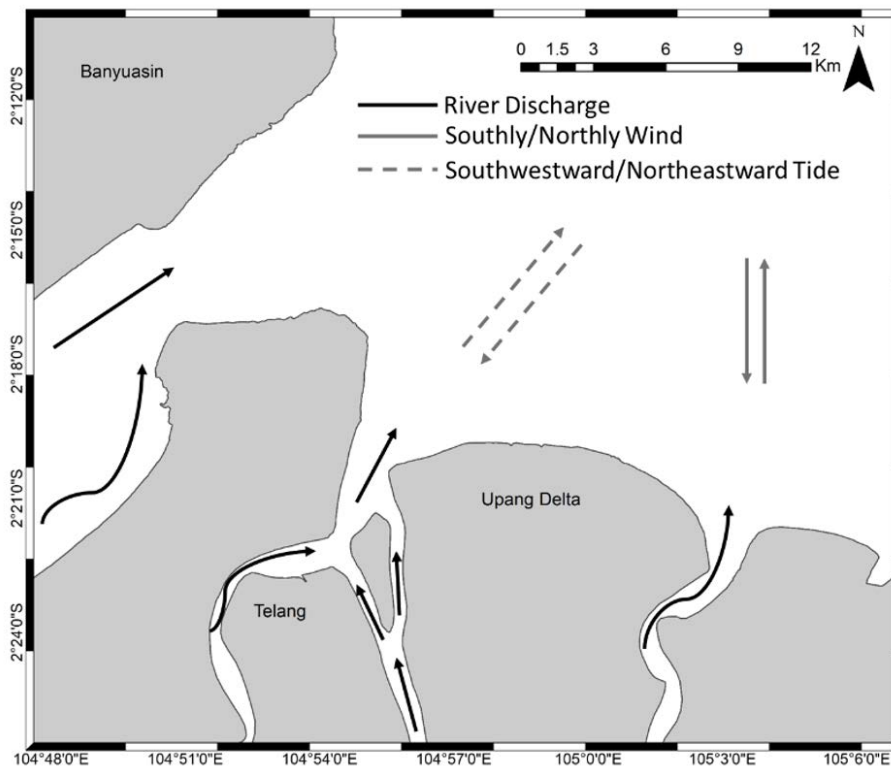 Banyuasin
0 1.5 3 6 9 12
Km
N
River Discharge
Southly/Northly Wind
Southwestward/Northeastward Tide
Upang Delta
Telang
2°12'0"S
2°15'0"S
2°18'0"S
2°21'0"S
2°24'0"S
104°48'0"E 104°51'0"E 104°54'0"E 104°57'0"E 105°0'0"E 105°3'0"E 105°6'0"E